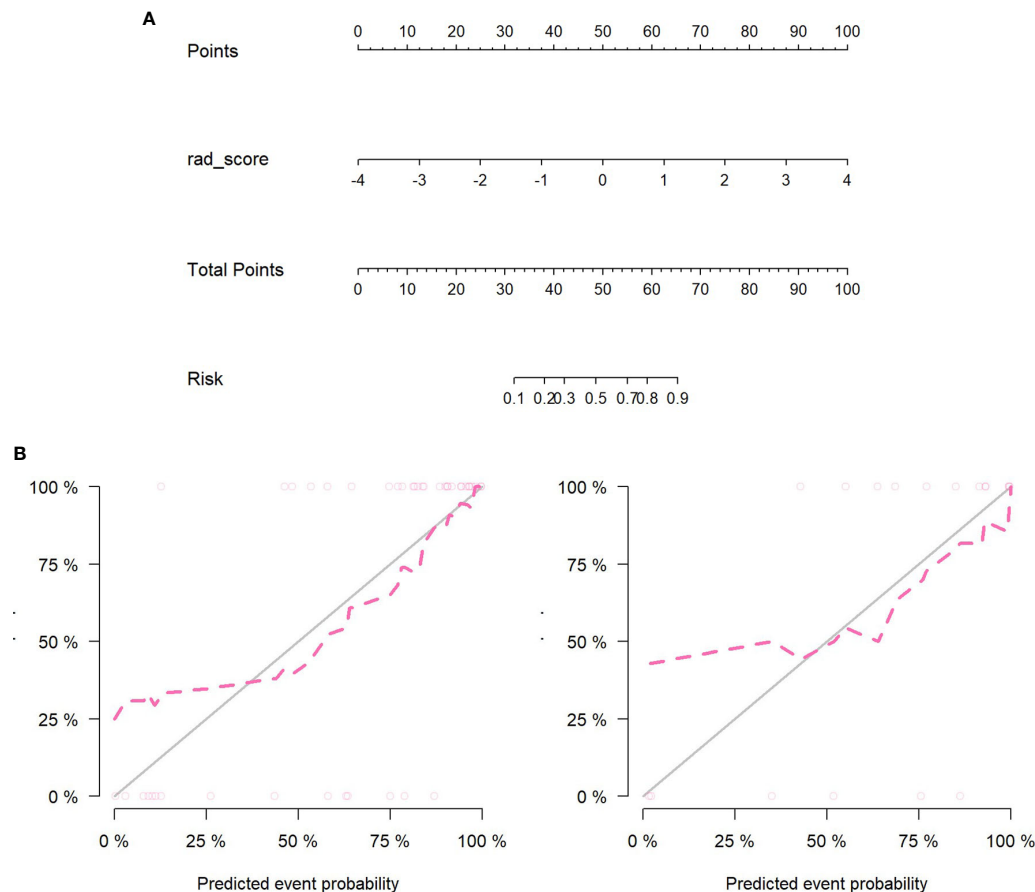 A
Points
0 10 20 30 40 50 60 70 80 90 100
rad_score
-4 -3 -2 -1 0 1 2 3 4
Total Points
0 10 20 30 40 50 60 70 80 90 100
Risk
0.1 0.2 0.3 0.5 0.7 0.8 0.9
B
100 %
75 %
50 %
25 %
0 %
0 % 25 % 50 % 75 % 100 %
Predicted event probability
100 %
75 %
50 %
25 %
0 %
0 % 25 % 50 % 75 % 100 %
Predicted event probability